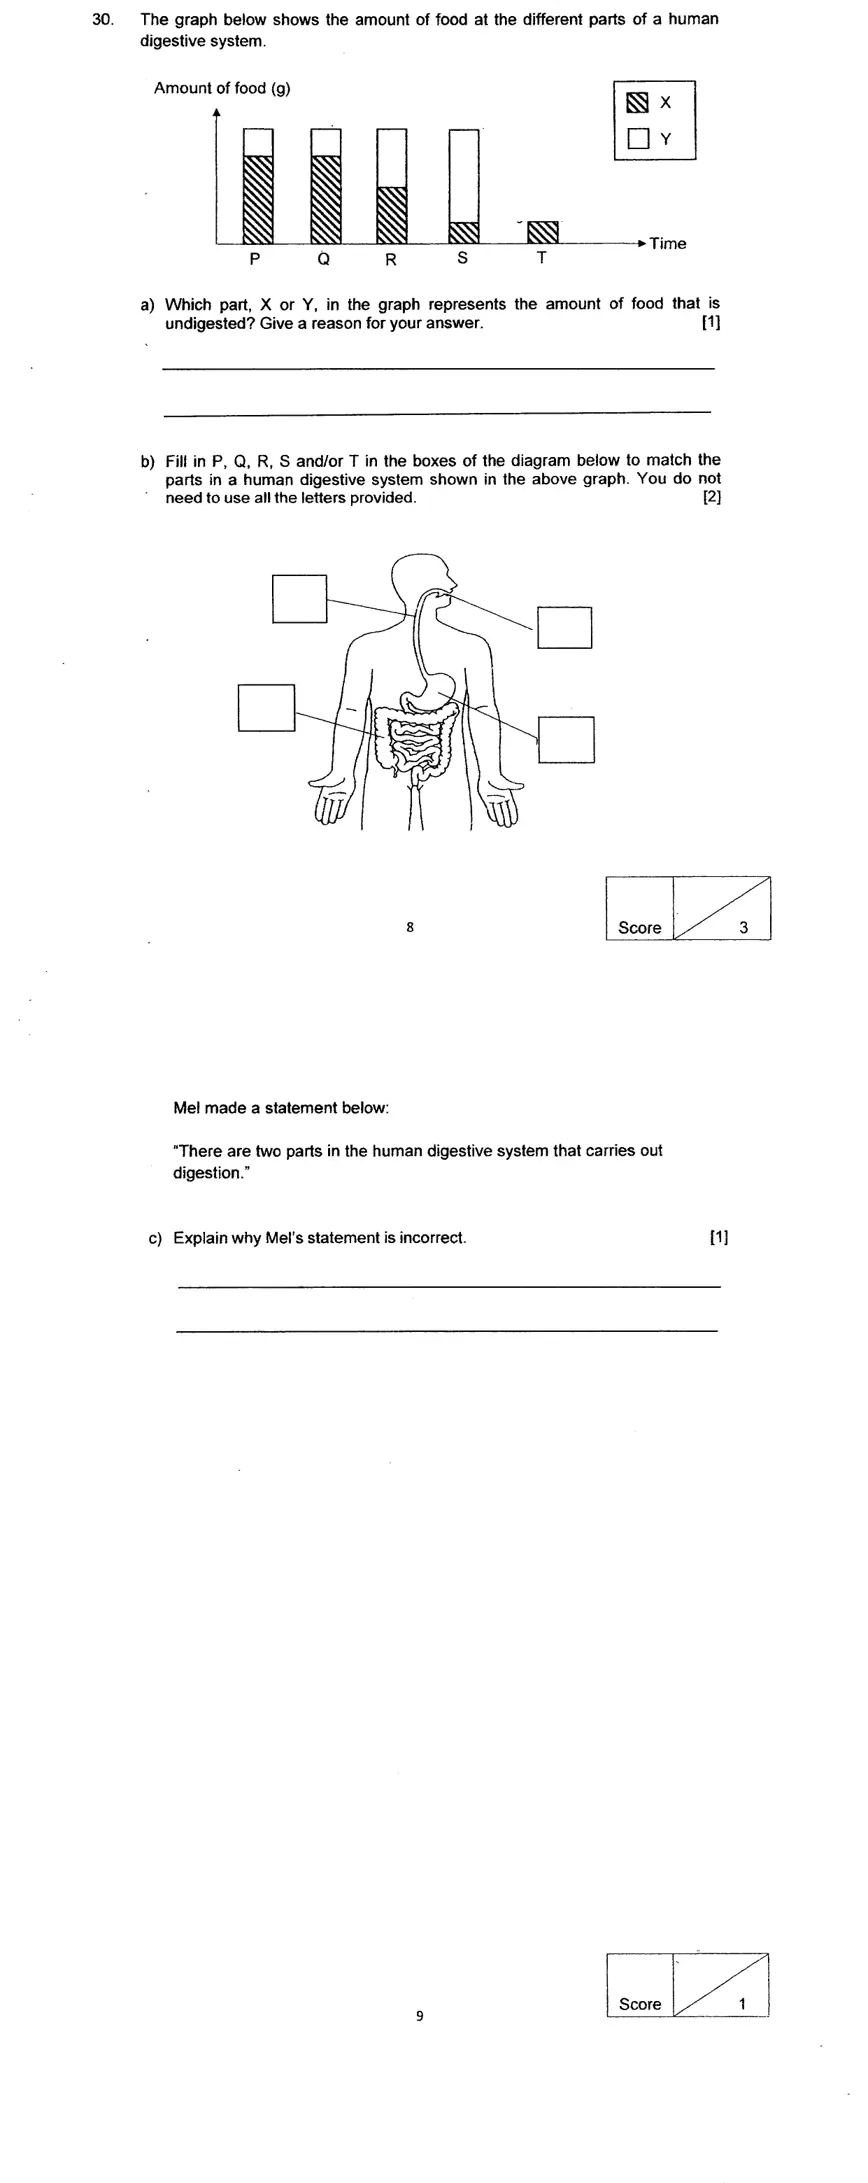 30. The graph below shows the amount of food at the different parts of a human
digestive system.
Amount of food (g)
X
Y
Time
P Q R S T
a) Which part, X or Y, in the graph represents the amount of food that is
undigested? Give a reason for your answer. [1]
b) Fill in P, Q, R, S and/or T in the boxes of the diagram below to match the
parts in a human digestive system shown in the above graph. You do not
need to use all the letters provided. [2]
8
Score 3
Mel made a statement below:
"There are two parts in the human digestive system that carries out
digestion."
c) Explain why Mel's statement is incorrect. [1]
9
Score 1